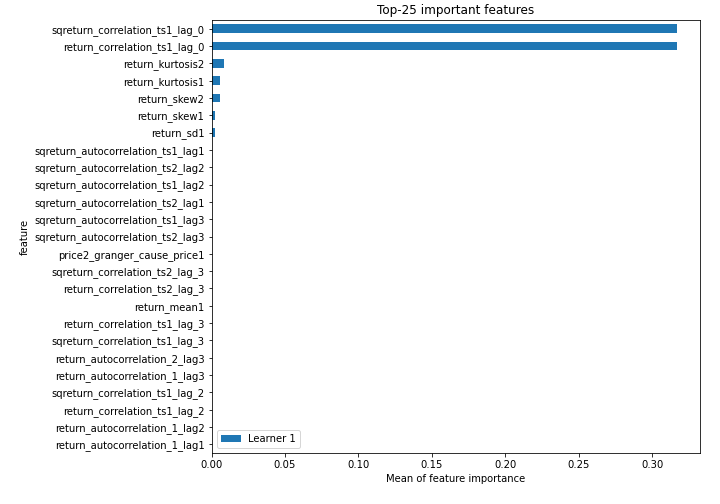 Top-25 important features
sqreturn_correlation_ts1_lag_0
return_correlation_ts1_lag_0
return_kurtosis2
return_kurtosis1
return_skew2
return_skew1
return_sd1
sqreturn_autocorrelation_ts1_lag1
sqreturn_autocorrelation_ts2_lag2
sqreturn_autocorrelation_ts1_lag2
sqreturn_autocorrelation_ts2_lag1
sqreturn_autocorrelation_ts1_lag3
sqreturn_autocorrelation_ts2_lag3
price2_granger_cause_price1
sqreturn_correlation_ts2_lag_3
return_correlation_ts2_lag_3
return_mean1
return_correlation_ts1_lag_3
sqreturn_correlation_ts1_lag_3
return_autocorrelation_2_lag3
return_autocorrelation_1_lag3
sqreturn_correlation_ts1_lag_2
return_correlation_ts1_lag_2
return_autocorrelation_1_lag2
return_autocorrelation_1_lag1
feature
Learner 1
0.00 0.05 0.10 0.15 0.20 0.25 0.30
Mean of feature importance